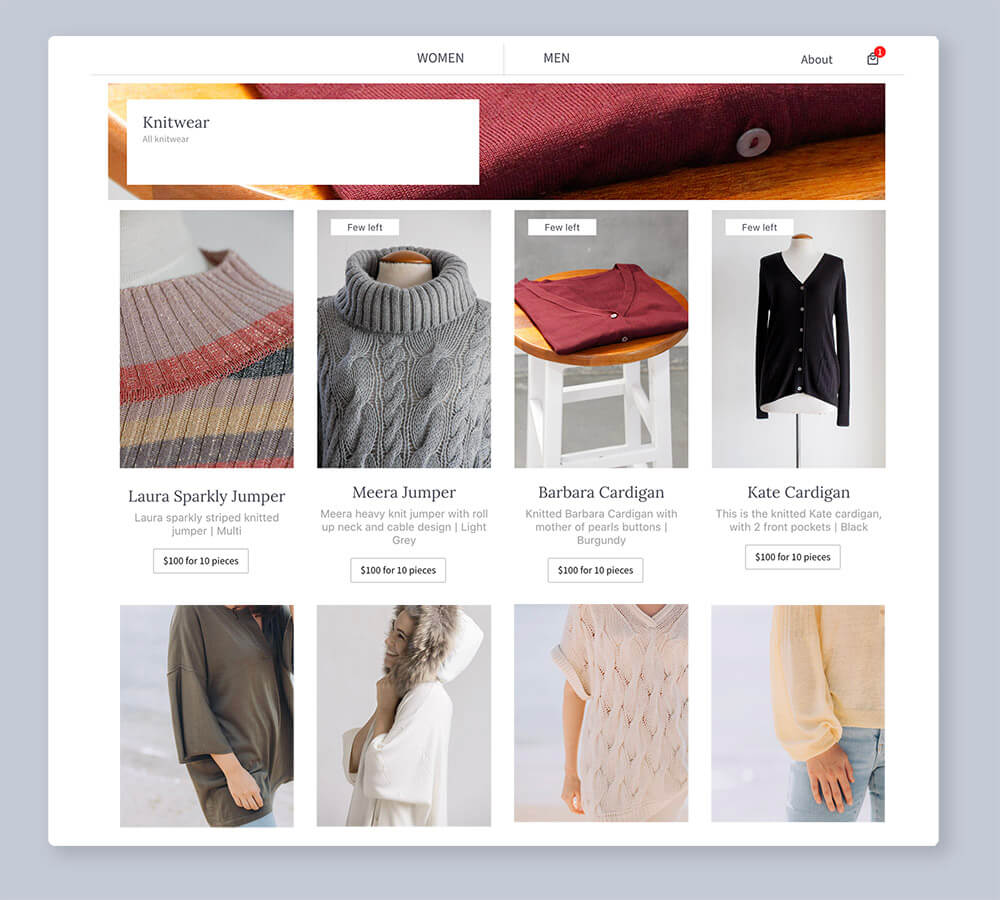 WOMEN
MEN
About
1
Knitwear
All knitwear
Few left
Few left
Few left
Laura Sparkly Jumper
Laura sparkly striped knitted
jumper | Multi
$100 for 10 pieces
Meera Jumper
Meera heavy knit jumper with roll
up neck and cable design | Light
Grey
$100 for 10 pieces
Barbara Cardigan
Knitted Barbara Cardigan with
mother of pearls buttons |
Burgundy
$100 for 10 pieces
Kate Cardigan
This is the knitted Kate cardigan,
with 2 front pockets | Black
$100 for 10 pieces